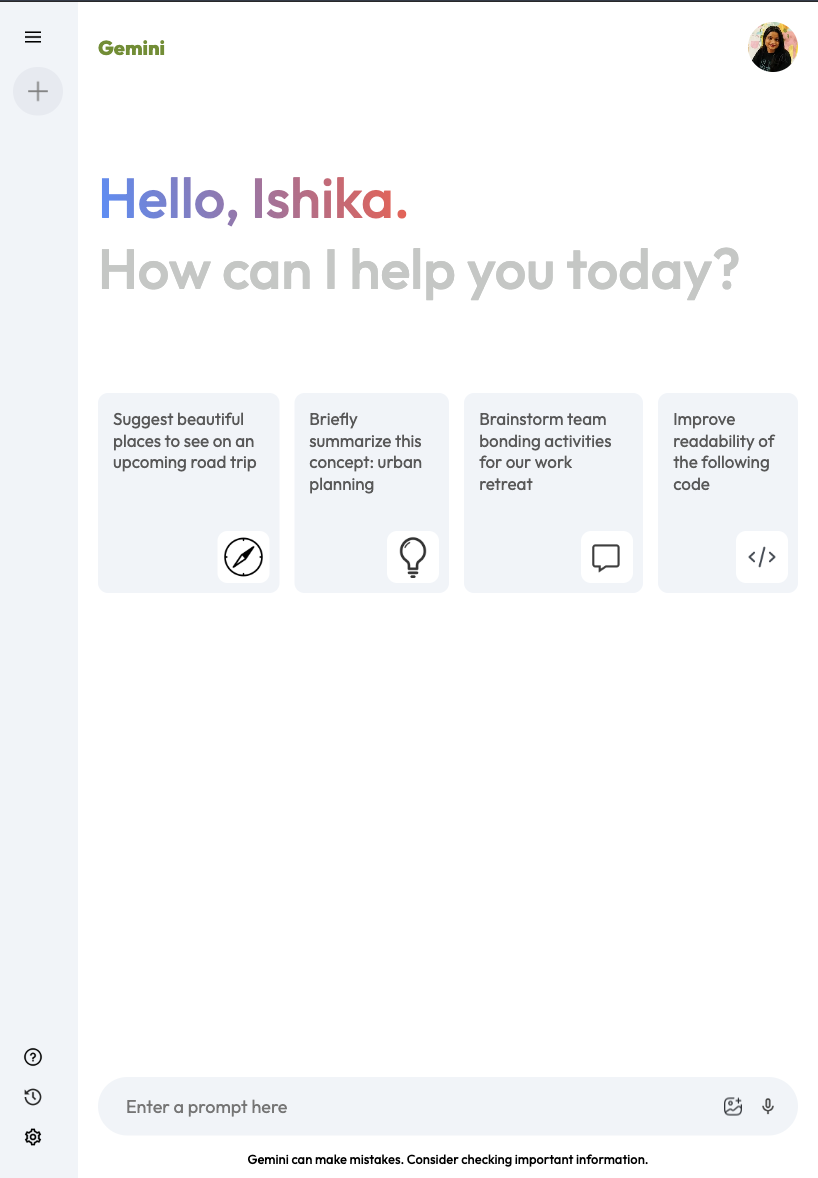 Gemini
Hello, Ishika.
How can I help you today?
Suggest beautiful
places to see on an
upcoming road trip
Briefly
summarize this
concept: urban
planning
Brainstorm team
bonding activities
for our work
retreat
Improve
readability of
the following
code
Enter a prompt here
Gemini can make mistakes. Consider checking important information.